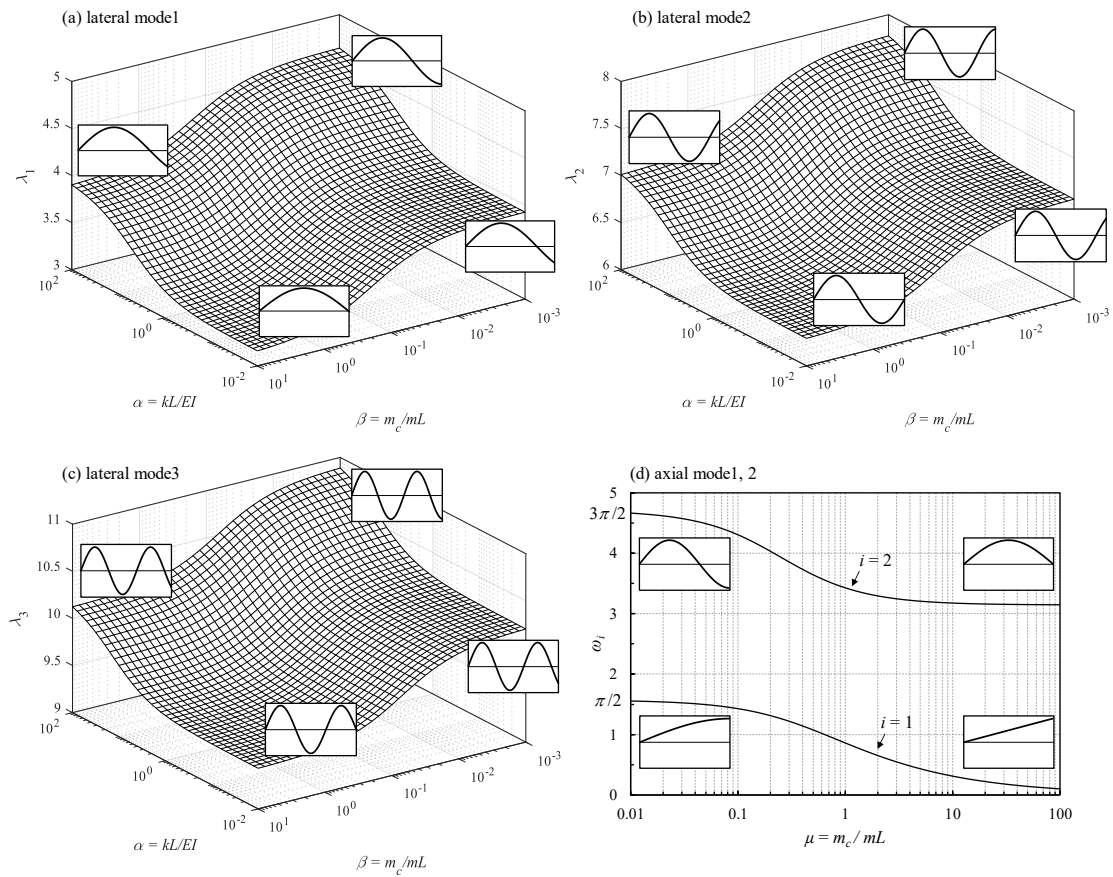 (a) lateral mode1
5
4.5
4
3.5
3
λ1
10^2
10^0
10^-2
α = kL/EI
10^1
10^0
10^-1
10^-2
10^-3
β = m_c/mL
(b) lateral mode2
8
7.5
7
6.5
6
λ2
10^2
10^0
10^-2
α = kL/EI
10^1
10^0
10^-1
10^-2
10^-3
β = m_c/mL
(c) lateral mode3
11
10.5
10
9.5
9
λ3
10^2
10^0
10^-2
α = kL/EI
10^1
10^0
10^-1
10^-2
10^-3
β = m_c/mL
(d) axial mode1, 2
5
3π/2
4
3
2
π/2
1
0
ω_i
i = 2
i = 1
0.01 0.1 1 10 100
μ = m_c / mL